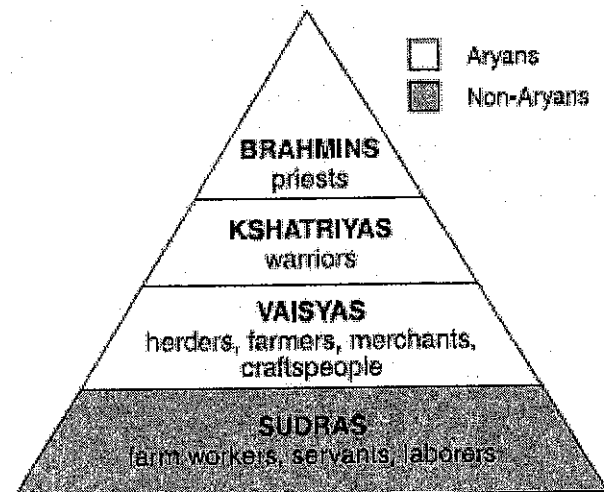 Aryans
Non-Aryans
BRAHMINS
priests
KSHATRIYAS
warriors
VAISYAS
herders, farmers, merchants,
craftspeople
SUDRAS
farm workers, servants, laborers